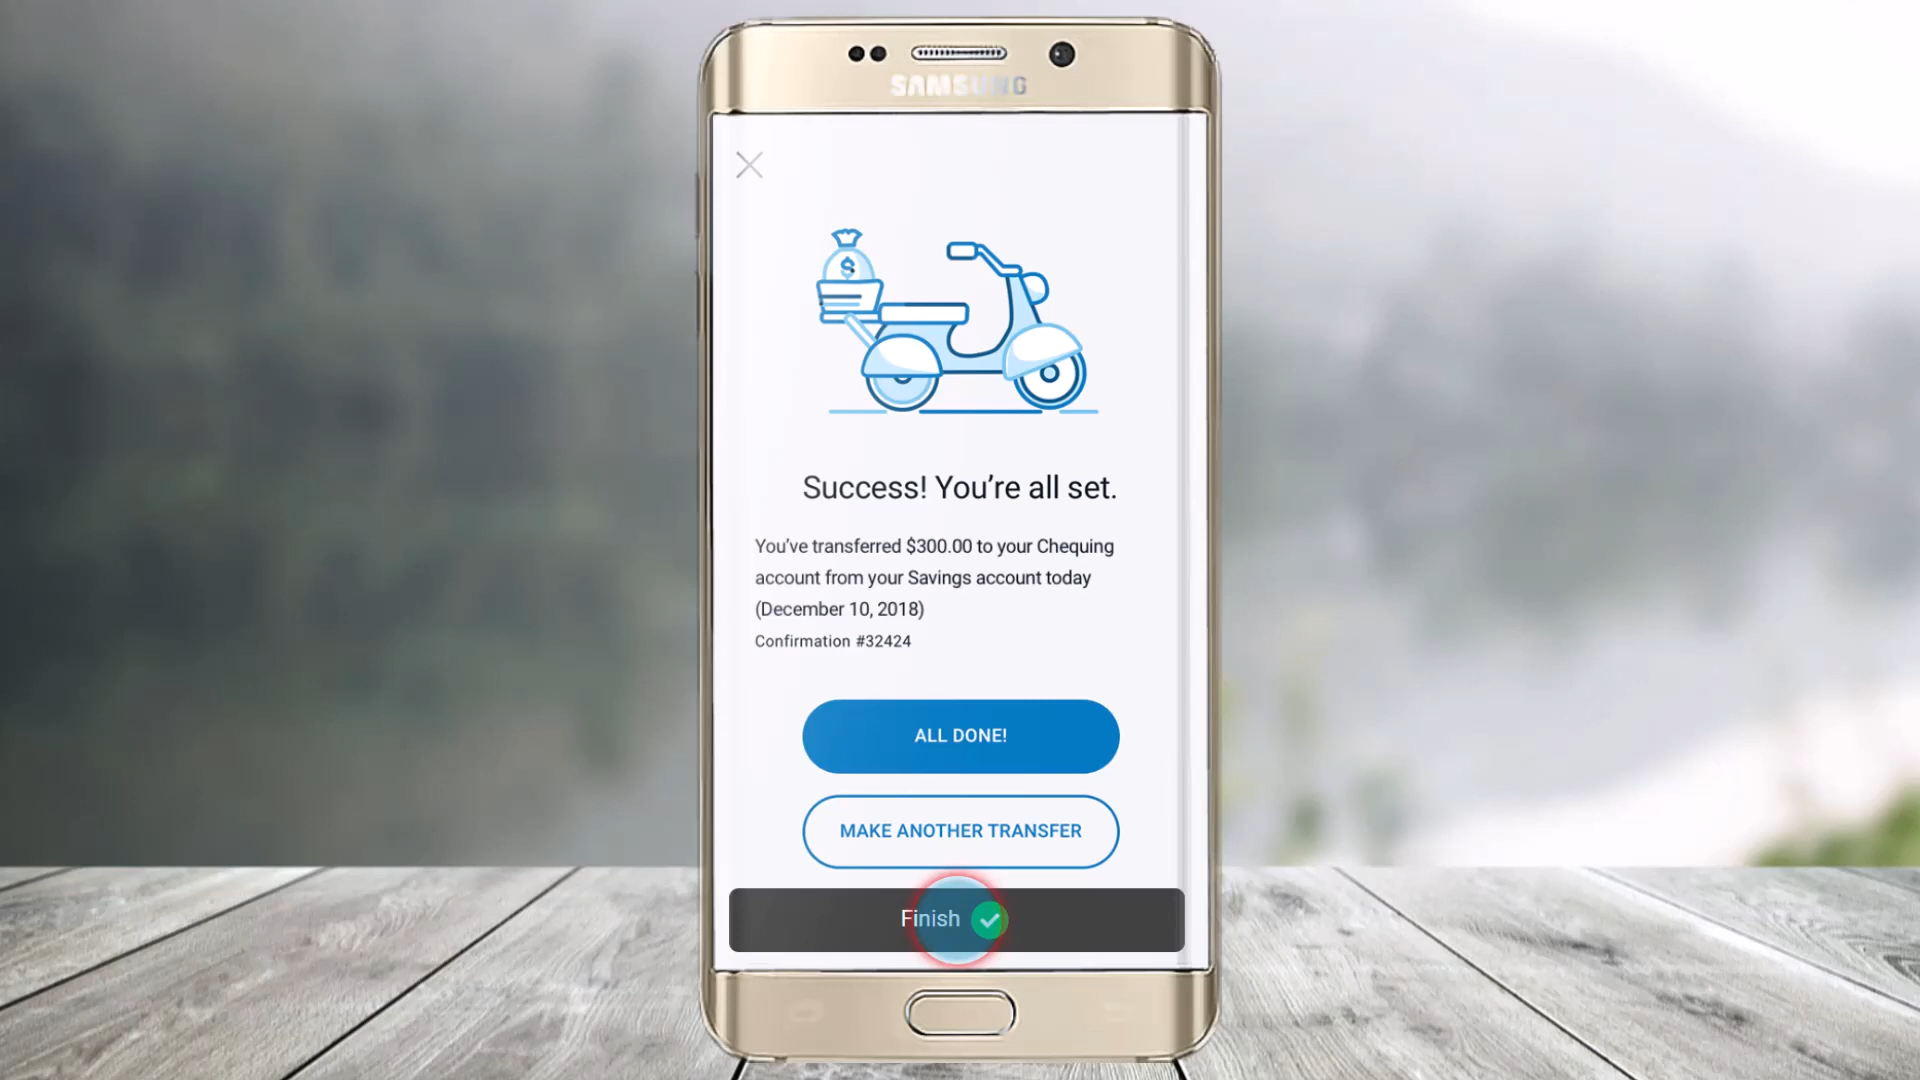 SAMSUNG
$
Success! You’re all set.
You’ve transferred $300.00 to your Chequing
account from your Savings account today
(December 10, 2018)
Confirmation #32424
ALL DONE!
MAKE ANOTHER TRANSFER
Finish